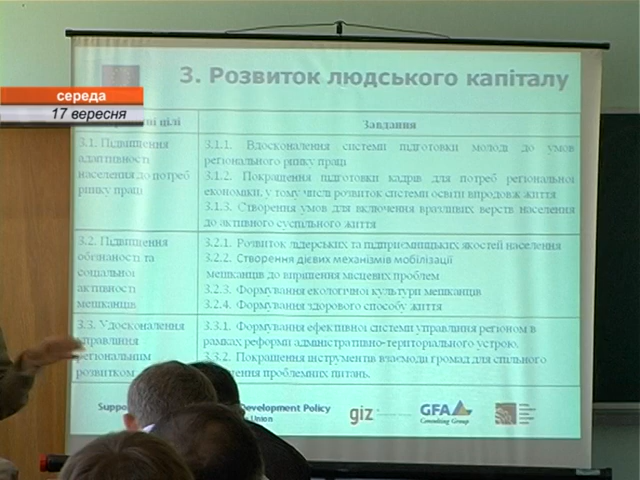 3. Розвиток людського капіталу
середа
17 вересня
цілі
Завдання
3.1. Підвищення
адаптивності
населення до потреб
ринку праці
3.1.1. Вдосконалення системи підготовки молоді до умов
регіонального ринку праці
3.1.2. Покращення підготовки кадрів для потреб регіональної
економіки, у тому числі розвиток системи освіти впродовж життя
3.1.3. Створення умов для включення вразливих верств населення
до активного суспільного життя
3.2. Підвищення
обізнаності та
соціальної
активності
мешканців
3.2.1. Розвиток лідерських та підприємницьких якостей населення
3.2.2. Створення дієвих механізмів мобілізації
мешканців до вирішення місцевих проблем
3.2.3. Формування екологічної культури мешканців
3.2.4. Формування здорового способу життя
3.3. Удосконалення
управління
регіональним
розвитком
3.3.1. Формування ефективної системи управління регіоном в
рамках реформи адміністративно-територіального устрою.
3.3.2. Покращення інструментів взаємодії громад для спільного
проблемних питань.
Development Policy
Union
giz
GFA
Consulting Group